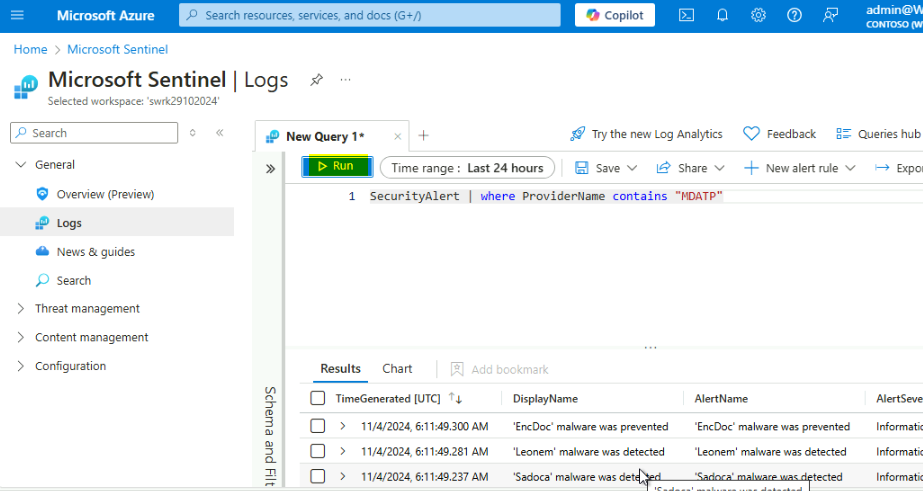 Microsoft Azure
Search resources, services, and docs (G+/)
Copilot
admin@W
CONTOSO (W
Home > Microsoft Sentinel
Microsoft Sentinel | Logs
Selected workspace: 'swrk29102024'
Search
General
Overview (Preview)
Logs
News & guides
Search
Threat management
Content management
Configuration
New Query 1*
Try the new Log Analytics
Feedback
Queries hub
Run
Time range : Last 24 hours
Save
Share
New alert rule
Expo
1 SecurityAlert | where ProviderName contains "MDATP"
Schema and Filt
Results Chart Add bookmark
TimeGenerated [UTC] DisplayName AlertName AlertSeve
11/4/2024, 6:11:49.300 AM 'EncDoc' malware was prevented 'EncDoc' malware was prevented Informatio
11/4/2024, 6:11:49.281 AM 'Leonem' malware was detected 'Leonem' malware was detected Informatio
11/4/2024, 6:11:49.237 AM 'Sadoca' malware was detected 'Sadoca' malware was detected Informatio
'Sadoca' malware was detected